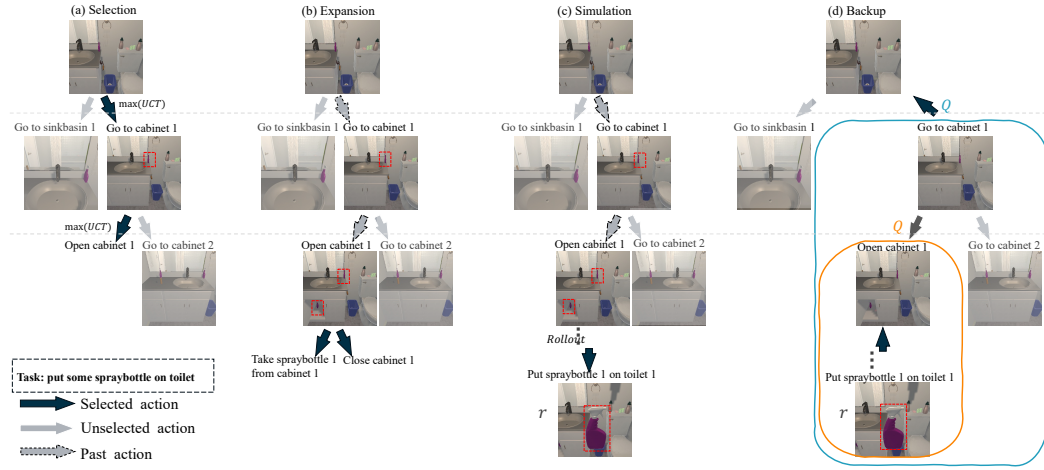 (a) Selection
(b) Expansion
(c) Simulation
(d) Backup
max(UCT)
Q
Go to sinkbasin 1
Go to cabinet 1
Go to sinkbasin 1
Go to cabinet 1
Go to sinkbasin 1
Go to cabinet 1
Go to sinkbasin 1
Go to cabinet 1
max(UCT)
Q
Open cabinet 1
Go to cabinet 2
Open cabinet 1
Go to cabinet 2
Open cabinet 1
Go to cabinet 2
Open cabinet 1
Go to cabinet 2
Rollout
Take spraybottle 1
from cabinet 1
Close cabinet 1
Put spraybottle 1 on toilet 1
Put spraybottle 1 on toilet 1
r
r
Task: put some spraybottle on toilet
Selected action
Unselected action
Past action